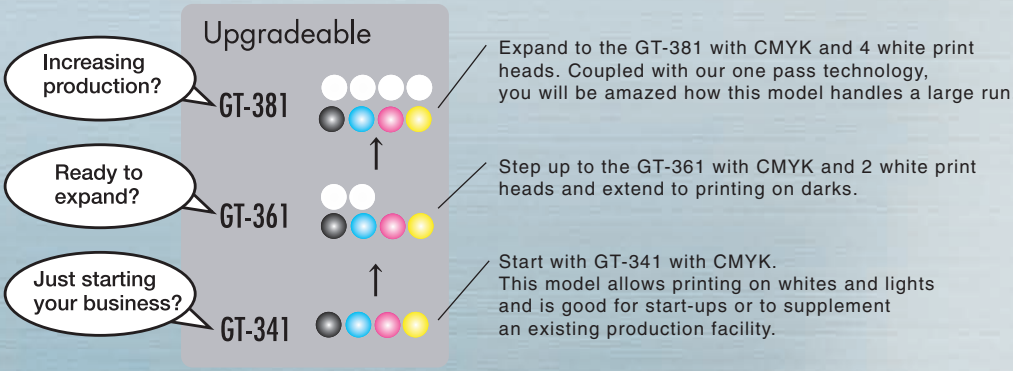 Upgradeable
Increasing
production?
GT-381
Expand to the GT-381 with CMYK and 4 white print
heads. Coupled with our one pass technology,
you will be amazed how this model handles a large run
Ready to
expand?
GT-361
Step up to the GT-361 with CMYK and 2 white print
heads and extend to printing on darks.
Just starting
your business?
GT-341
Start with GT-341 with CMYK.
This model allows printing on whites and lights
and is good for start-ups or to supplement
an existing production facility.